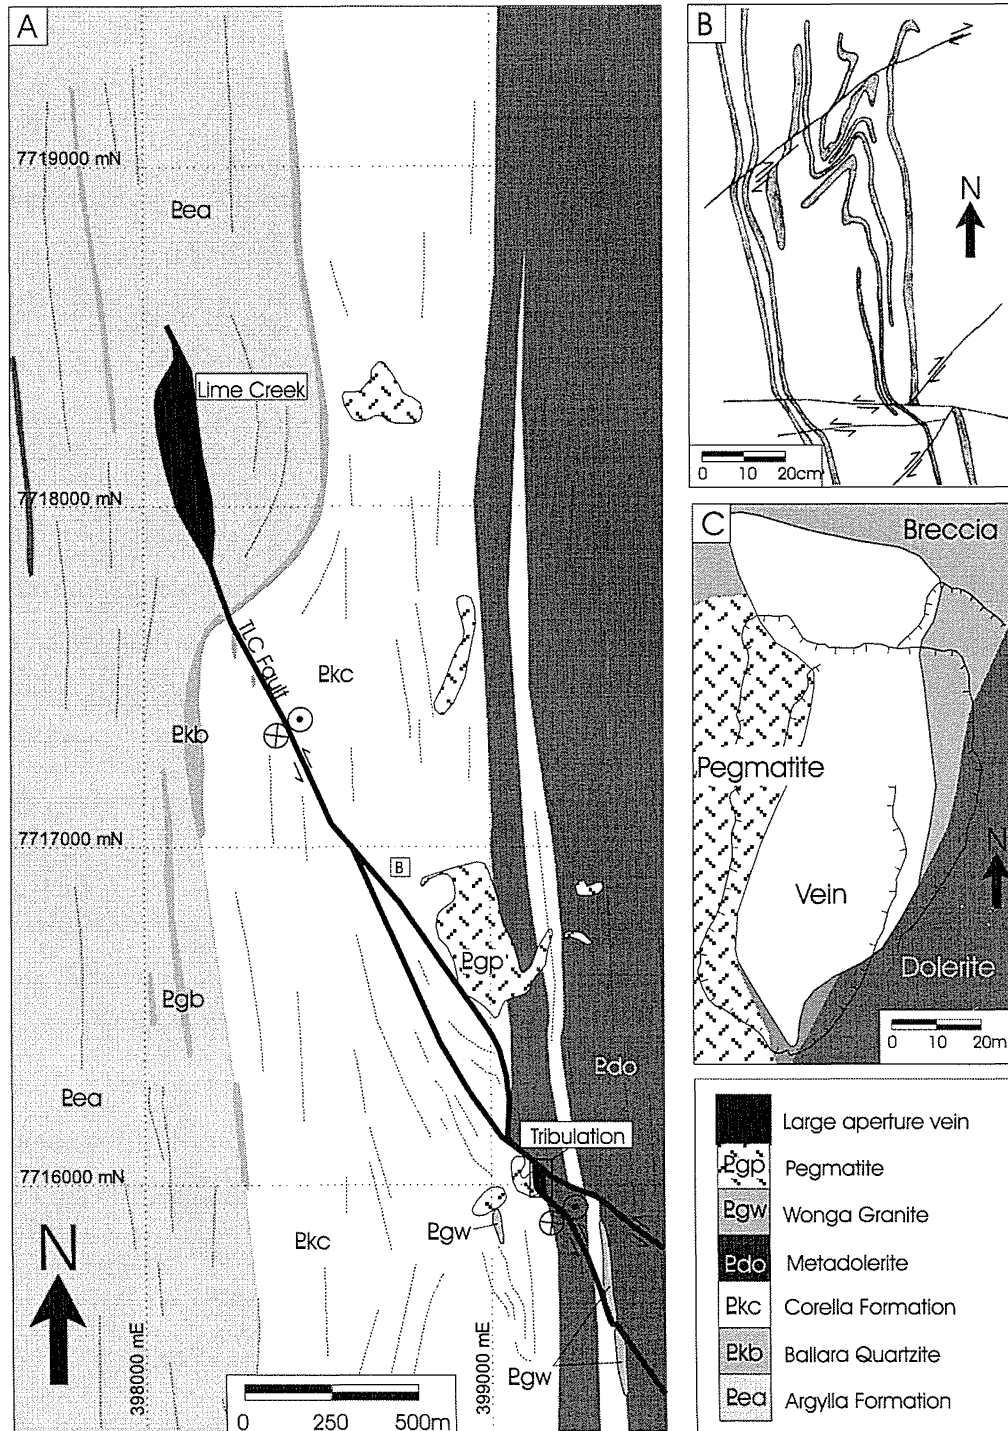 A
7719000 mN
Pea
Lime Creek
7718000 mN
TLC Fault
Pkc
Pkb
7717000 mN
B
Pgp
Pgb
Pdo
Pea
Tribulation
7716000 mN
Pkc
Pgw
N
398000 mE
999000 mE
Pgw
0 250 500m
B
N
0 10 20cm
C
Breccia
Pegmatite
N
Vein
Dolerite
0 10 20m
Large aperture vein
Pgp Pegmatite
Pgw Wonga Granite
Pdo Metadolerite
Pkc Corella Formation
Pkb Ballara Quartzite
Pea Argylla Formation